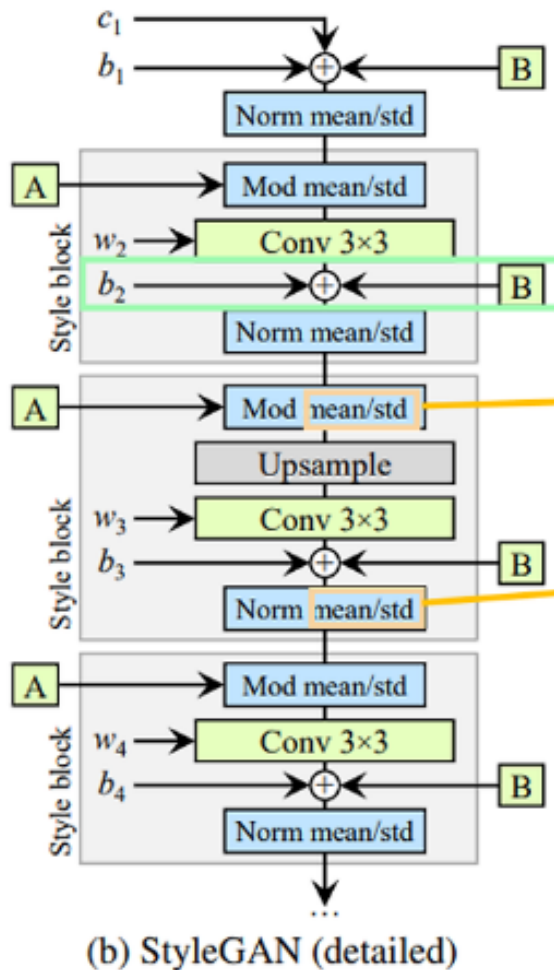 c₁
b₁ B
Norm mean/std
A Mod mean/std
w₂ Conv 3×3
b₂ + B
Norm mean/std
Style block
A Mod mean/std
Upsample
w₃ Conv 3×3
b₃ + B
Norm mean/std
Style block
A Mod mean/std
w₄ Conv 3×3
b₄ + B
Norm mean/std
Style block
...
(b) StyleGAN (detailed)